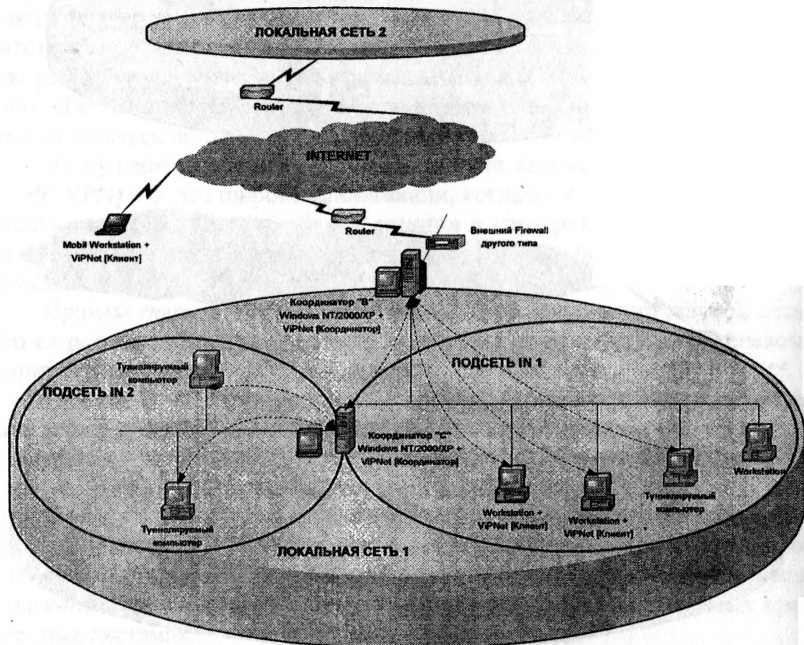 ЛОКАЛЬНАЯ СЕТЬ 2
Router
INTERNET
Router
Внешний Firewall
другого типа
Mobil Workstation +
ViPNet [Клиент]
Координатор "B"
Windows NT/2000/XP +
ViPNet [Координатор]
ПОДСЕТЬ IN 1
Туннелируемый
компьютер
ПОДСЕТЬ IN 2
Координатор "C"
Windows NT/2000/XP +
ViPNet [Координатор]
Workstation
Туннелируемый
компьютер
Workstation +
ViPNet [Клиент]
Workstation +
ViPNet [Клиент]
Туннелируемый
компьютер
ЛОКАЛЬНАЯ СЕТЬ 1